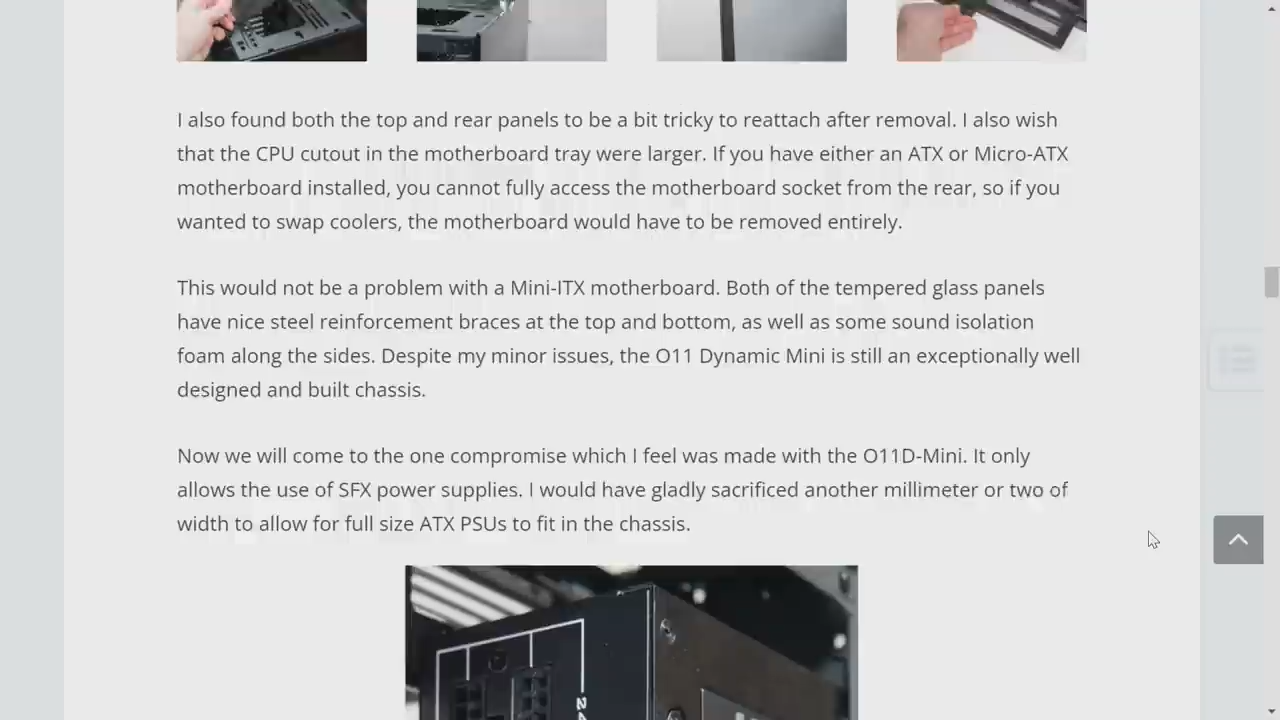 I also found both the top and rear panels to be a bit tricky to reattach after removal. I also wish
that the CPU cutout in the motherboard tray were larger. If you have either an ATX or Micro-ATX
motherboard installed, you cannot fully access the motherboard socket from the rear, so if you
wanted to swap coolers, the motherboard would have to be removed entirely.
This would not be a problem with a Mini-ITX motherboard. Both of the tempered glass panels
have nice steel reinforcement braces at the top and bottom, as well as some sound isolation
foam along the sides. Despite my minor issues, the O11 Dynamic Mini is still an exceptionally well
designed and built chassis.
Now we will come to the one compromise which I feel was made with the O11D-Mini. It only
allows the use of SFX power supplies. I would have gladly sacrificed another millimeter or two of
width to allow for full size ATX PSUs to fit in the chassis.